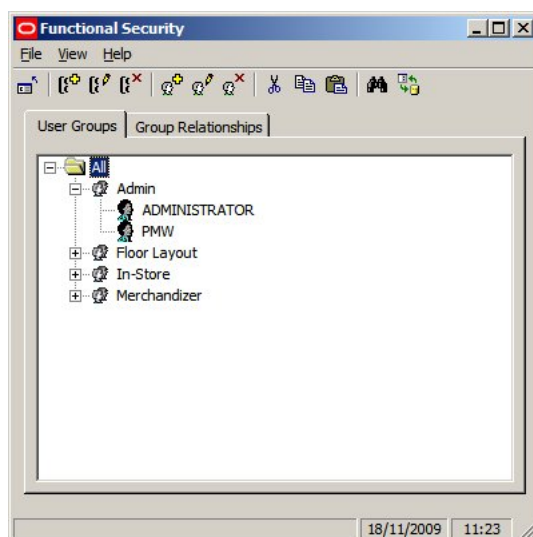 Functional Security
File View Help
User Groups Group Relationships
All
Admin
ADMINISTRATOR
PMW
Floor Layout
In-Store
Merchandizer
18/11/2009 11:23